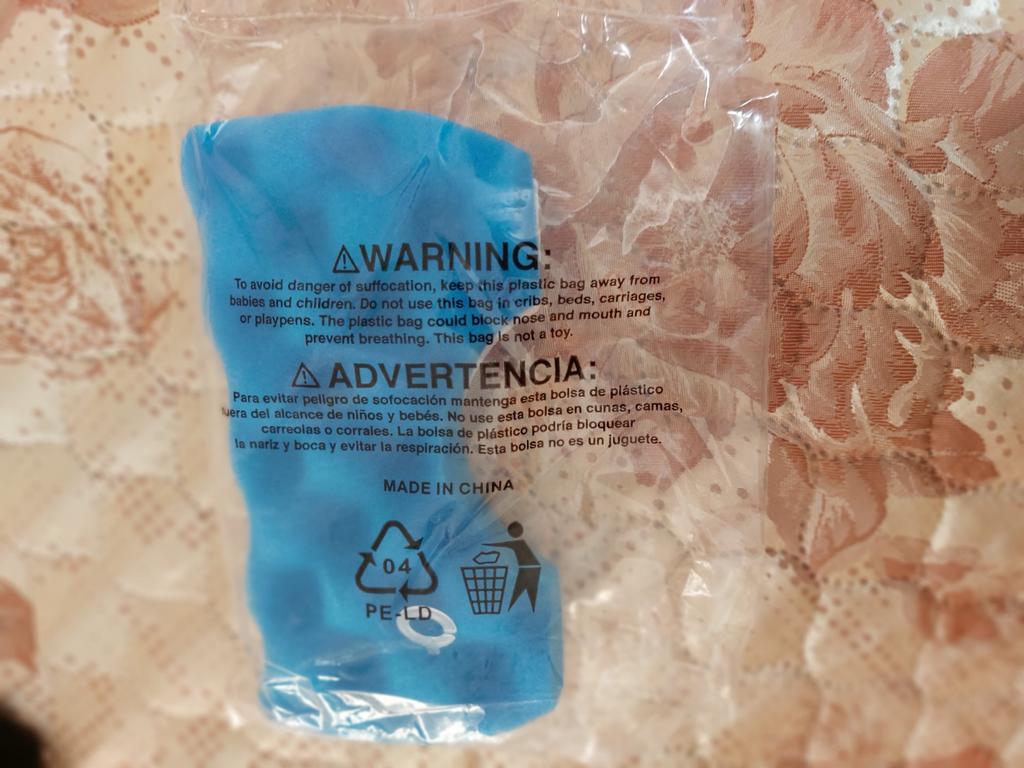 ⚠WARNING:
To avoid danger of suffocation, keep this plastic bag away from
babies and children. Do not use this bag in cribs, beds, carriages,
or playpens. The plastic bag could block nose and mouth and
prevent breathing. This bag is not a toy.
⚠ADVERTENCIA:
Para evitar peligro de sofocación mantenga esta bolsa de plástico
fuera del alcance de niños y bebés. No use esta bolsa en cunas, camas,
carreolas o corrales. La bolsa de plástico podría bloquear
la nariz y boca y evitar la respiración. Esta bolsa no es un juguete.
MADE IN CHINA
04
PE-LD